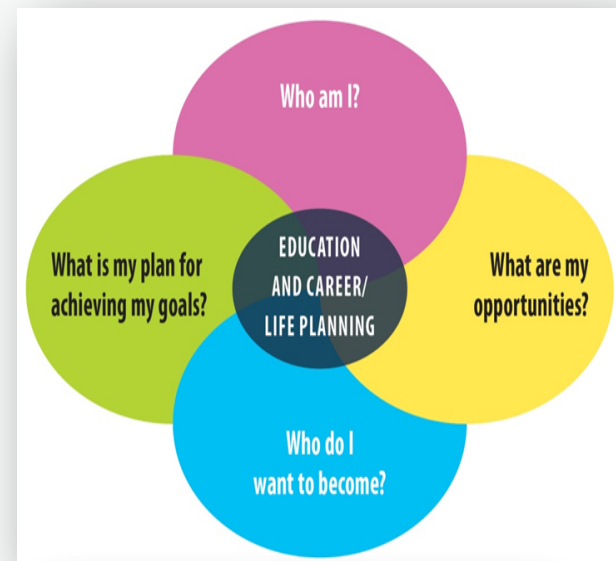 Who am I?
What is my plan for
achieving my goals?
EDUCATION
AND CAREER/
LIFE PLANNING
What are my
opportunities?
Who do I
want to become?